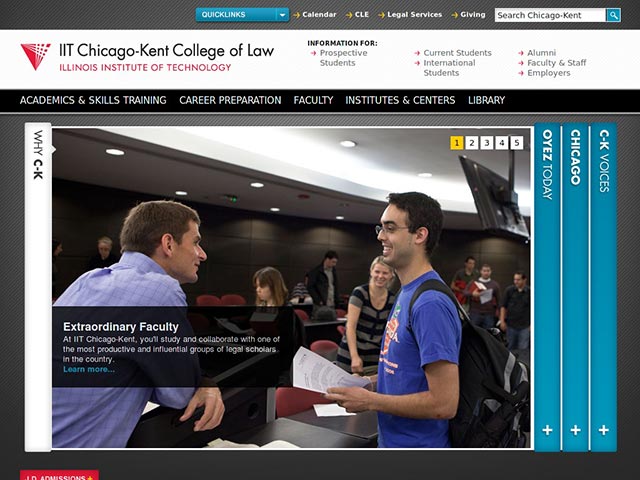 QUICKLINKS
Calendar
CLE
Legal Services
Giving
Search Chicago-Kent
IIT Chicago-Kent College of Law
ILLINOIS INSTITUTE OF TECHNOLOGY
INFORMATION FOR:
Prospective
Students
Current Students
International
Students
Alumni
Faculty & Staff
Employers
ACADEMICS & SKILLS TRAINING CAREER PREPARATION FACULTY INSTITUTES & CENTERS LIBRARY
WHY C-K
1 2 3 4 5
Extraordinary Faculty
At IIT Chicago-Kent, you'll study and collaborate with one of
the most productive and influential groups of legal scholars
in the country.
Learn more...
OYEZ TODAY
CHICAGO
C-K VOICES
+ + +
J.D. ADMISSIONS +